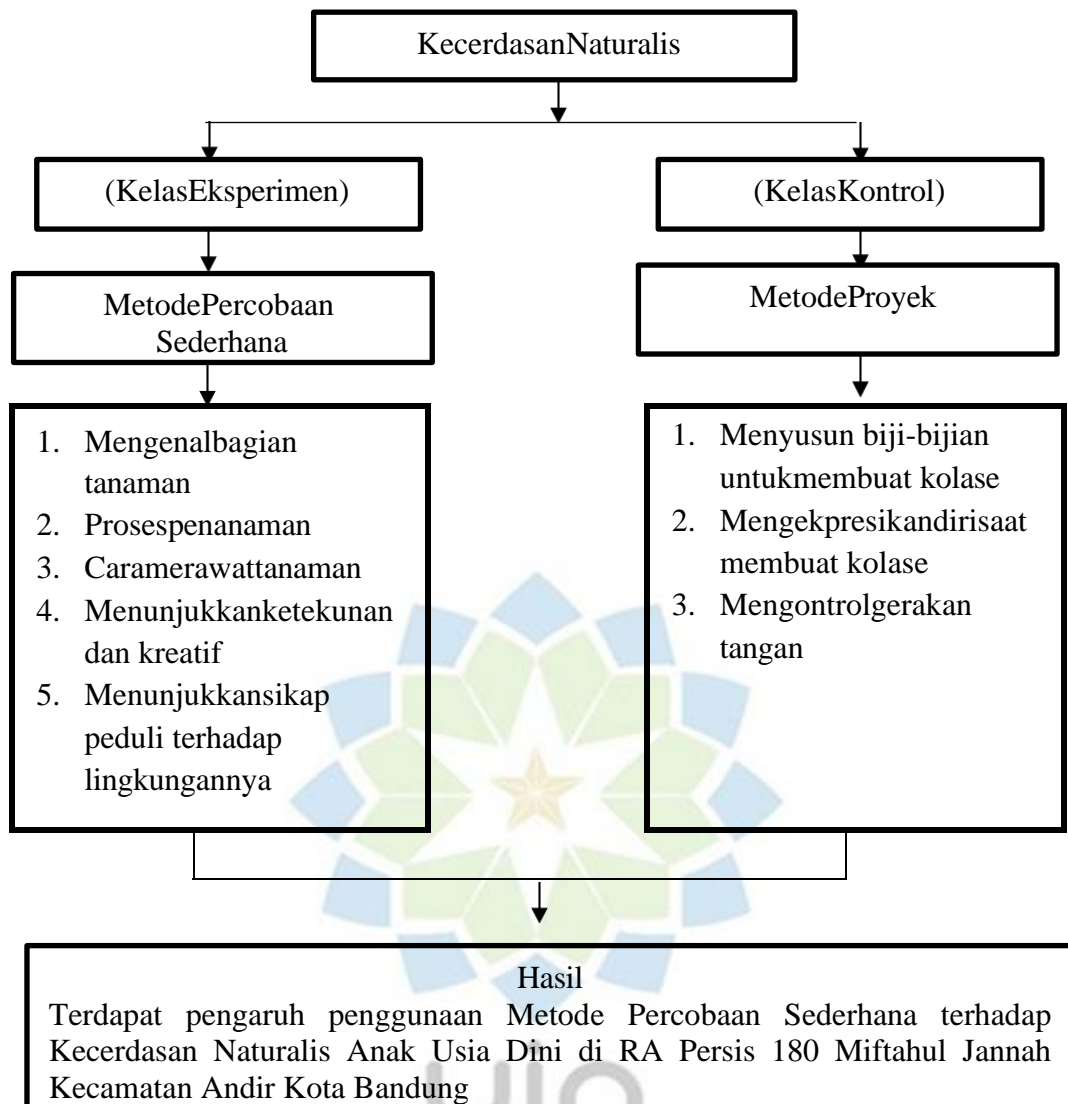 KecerdasanNaturalis
(KelasEksperimen)
(KelasKontrol)
MetodePercobaan
Sederhana
MetodeProyek
1. Mengenalbagian
tanaman
2. Prosespenanaman
3. Caramerawattanaman
4. Menunjukkanketekunan
dan kreatif
5. Menunjukkansikap
peduli terhadap
lingkungannya
1. Menyusun biji-bijian
untukmembuat kolase
2. Mengekpresikandirisaat
membuat kolase
3. Mengontrolgerakan
tangan
Hasil
Terdapat pengaruh penggunaan Metode Percobaan Sederhana terhadap
Kecerdasan Naturalis Anak Usia Dini di RA Persis 180 Miftahul Jannah
Kecamatan Andir Kota Bandung